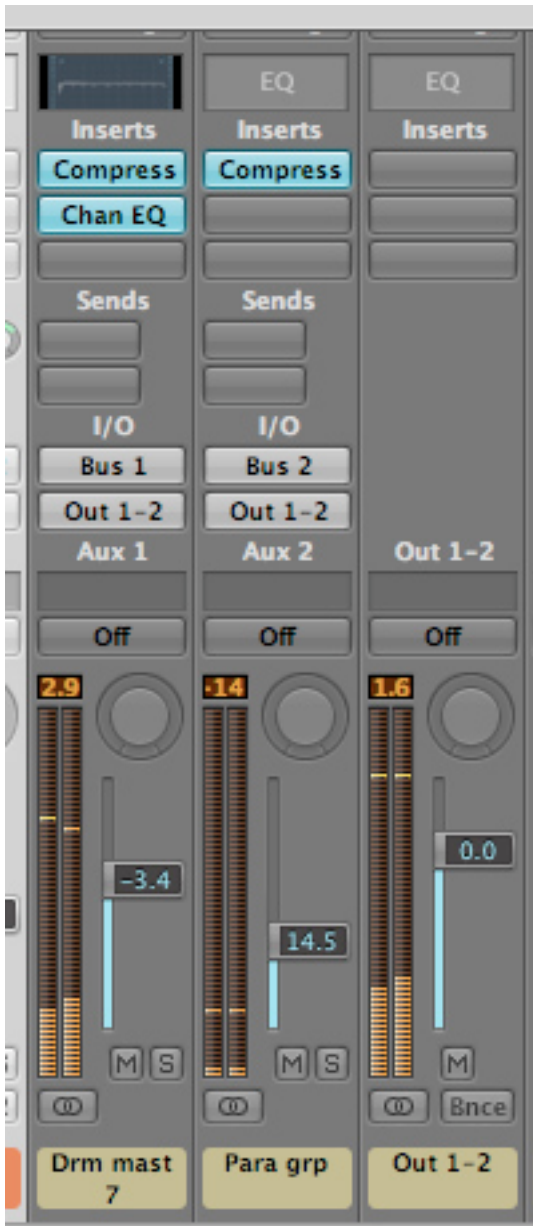 EQ
EQ
Inserts
Inserts
Inserts
Compress
Compress
Chan EQ
Sends
Sends
I/O
I/O
Bus 1
Bus 2
Out 1-2
Out 1-2
Aux 1
Aux 2
Out 1-2
Off
Off
Off
2.9
-14
1.6
0.0
-3.4
14.5
M
S
M
S
M
Bnce
Drm mast
7
Para grp
Out 1-2